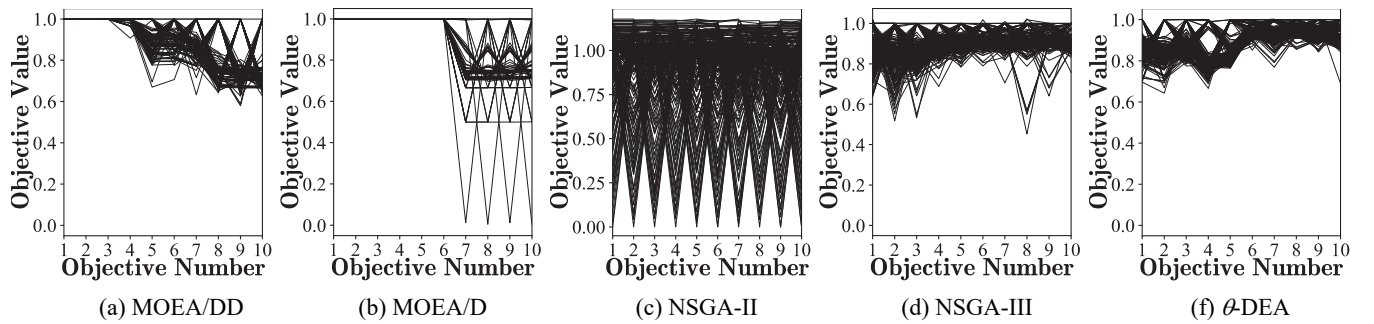 Objective Value
1.0
0.8
0.6
0.4
0.2
0.0
1 2 3 4 5 6 7 8 9 10
Objective Number
(a) MOEA/DD
Objective Value
1.0
0.8
0.6
0.4
0.2
0.0
1 2 3 4 5 6 7 8 9 10
Objective Number
(b) MOEA/D
Objective Value
1.00
0.75
0.50
0.25
0.00
1 2 3 4 5 6 7 8 9 10
Objective Number
(c) NSGA-II
Objective Value
1.0
0.8
0.6
0.4
0.2
0.0
1 2 3 4 5 6 7 8 9 10
Objective Number
(d) NSGA-III
Objective Value
1.0
0.8
0.6
0.4
0.2
0.0
1 2 3 4 5 6 7 8 9 10
Objective Number
(f) θ-DEA